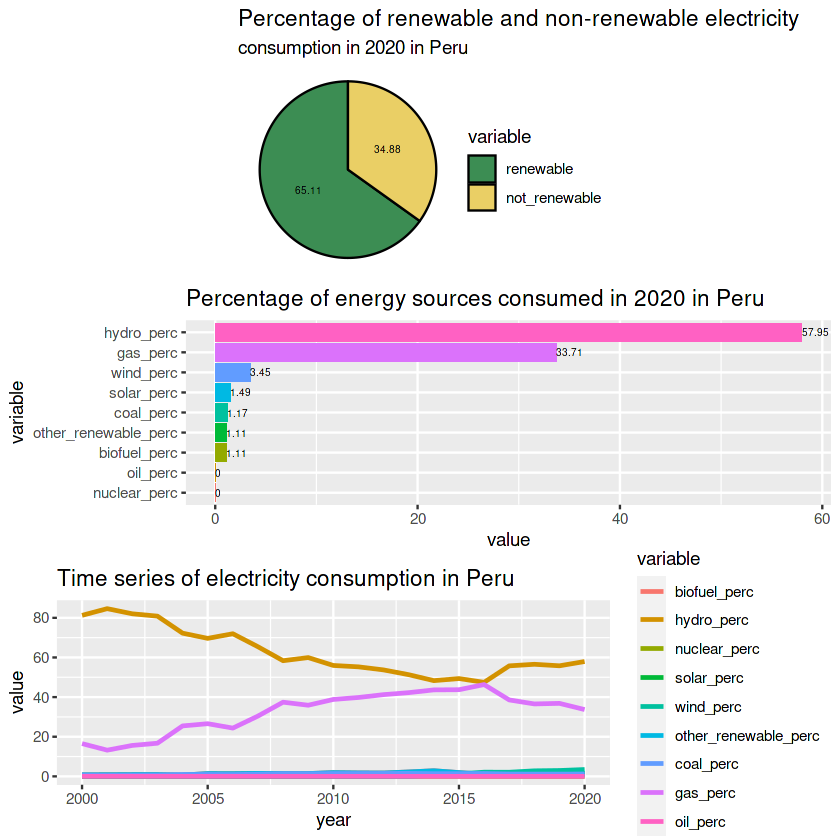 Percentage of renewable and non-renewable electricity
consumption in 2020 in Peru
34.88
65.11
variable
renewable
not_renewable
Percentage of energy sources consumed in 2020 in Peru
variable
hydro_perc
57.95
gas_perc
33.71
wind_perc
3.45
solar_perc
1.49
coal_perc
1.17
other_renewable_perc
1.11
biofuel_perc
1.11
oil_perc
0
nuclear_perc
0
0 20 40 60
value
Time series of electricity consumption in Peru
value
80
60
40
20
0
2000 2005 2010 2015 2020
year
variable
biofuel_perc
hydro_perc
nuclear_perc
solar_perc
wind_perc
other_renewable_perc
coal_perc
gas_perc
oil_perc